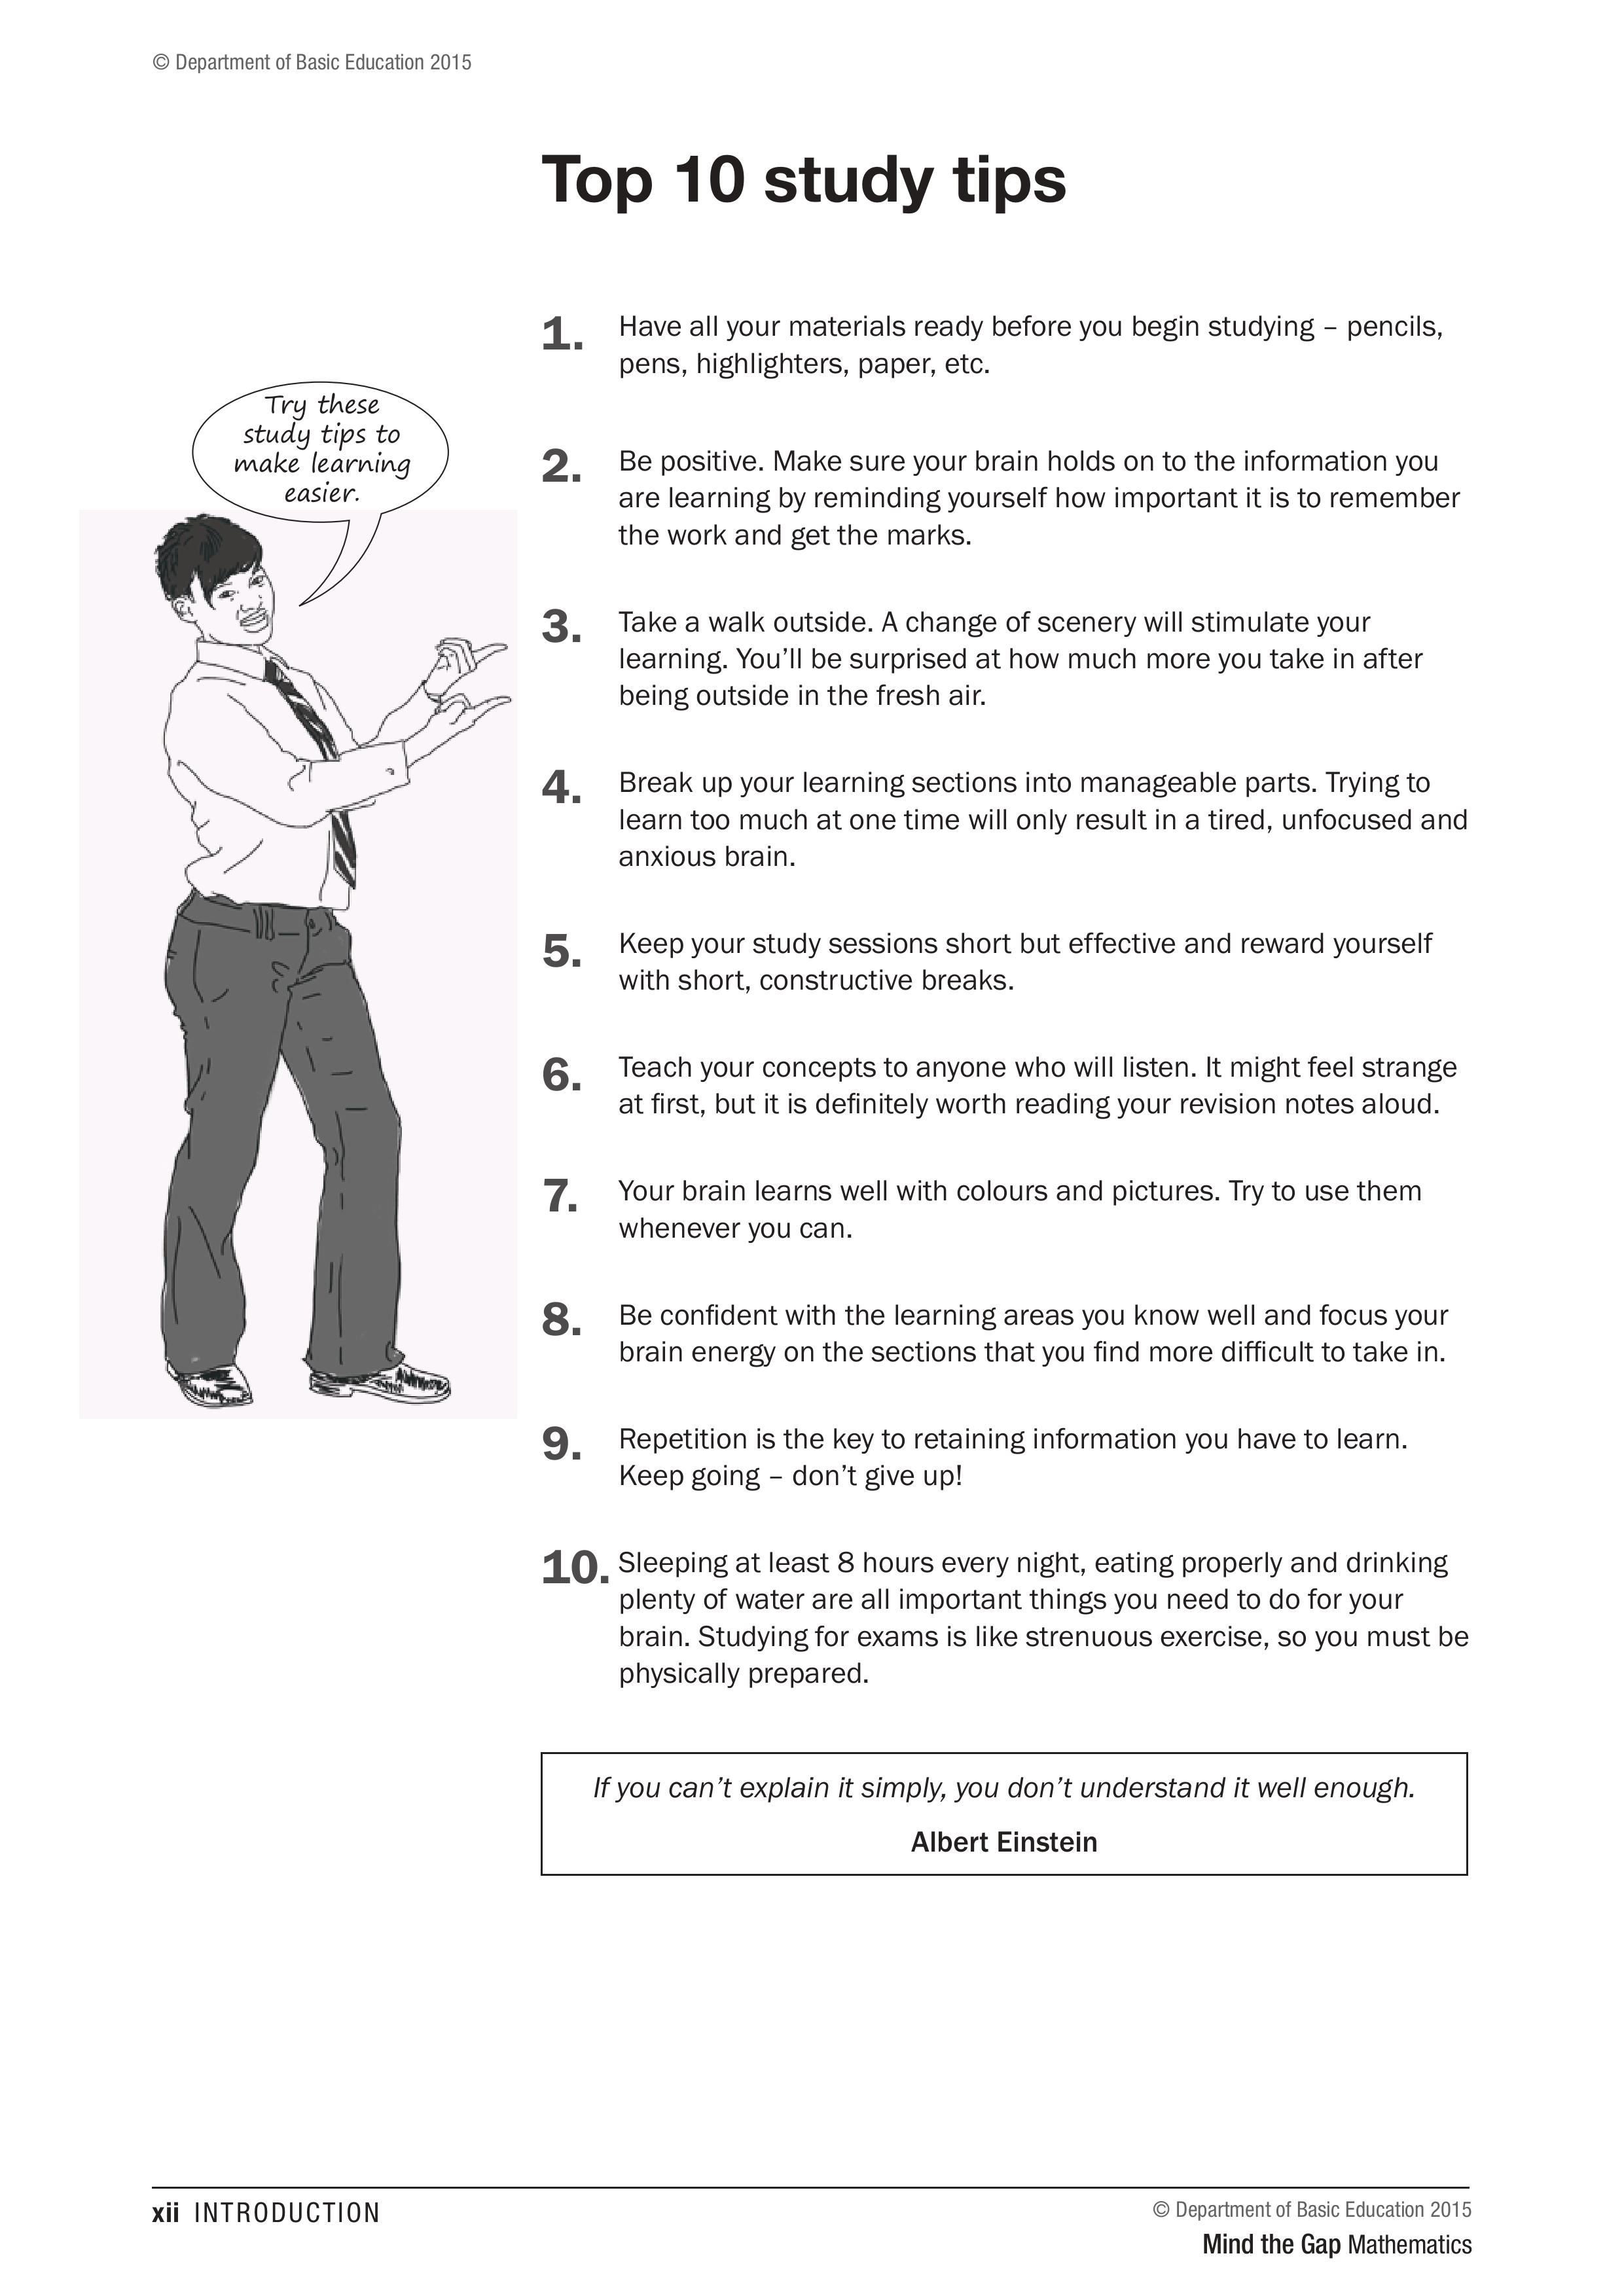 © Department of Basic Education 2015
Top 10 study tips
Try these
study tips to
make learning
easier.
1. Have all your materials ready before you begin studying – pencils,
pens, highlighters, paper, etc.
2. Be positive. Make sure your brain holds on to the information you
are learning by reminding yourself how important it is to remember
the work and get the marks.
3. Take a walk outside. A change of scenery will stimulate your
learning. You’ll be surprised at how much more you take in after
being outside in the fresh air.
4. Break up your learning sections into manageable parts. Trying to
learn too much at one time will only result in a tired, unfocused and
anxious brain.
5. Keep your study sessions short but effective and reward yourself
with short, constructive breaks.
6. Teach your concepts to anyone who will listen. It might feel strange
at first, but it is definitely worth reading your revision notes aloud.
7. Your brain learns well with colours and pictures. Try to use them
whenever you can.
8. Be confident with the learning areas you know well and focus your
brain energy on the sections that you find more difficult to take in.
9. Repetition is the key to retaining information you have to learn.
Keep going – don’t give up!
10. Sleeping at least 8 hours every night, eating properly and drinking
plenty of water are all important things you need to do for your
brain. Studying for exams is like strenuous exercise, so you must be
physically prepared.
If you can’t explain it simply, you don’t understand it well enough.
Albert Einstein
xii INTRODUCTION
© Department of Basic Education 2015
Mind the Gap Mathematics